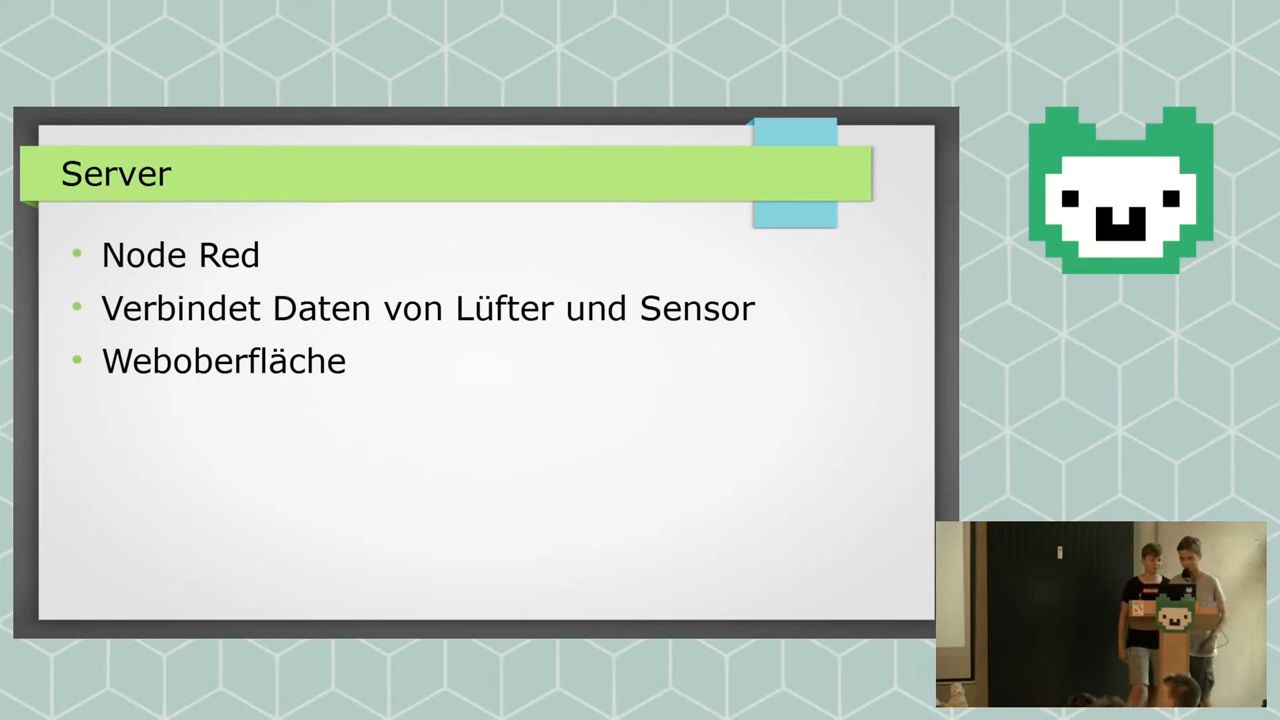 Server
Node Red
Verbindet Daten von Lüfter und Sensor
Weboberfläche